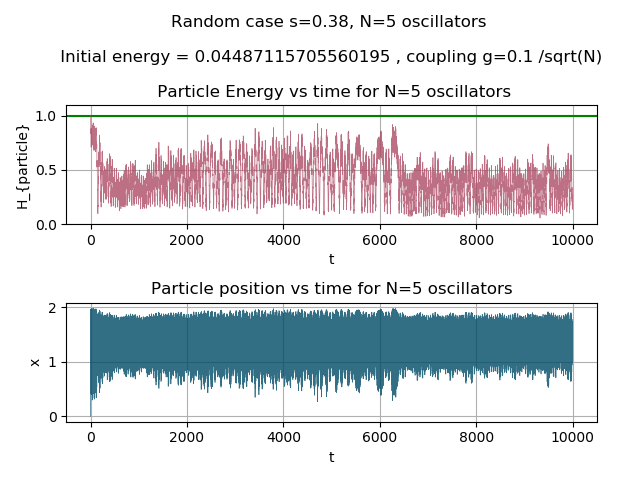 Random case s=0.38, N=5 oscillators
Initial energy = 0.04487115705560195 , coupling g=0.1 /sqrt(N)
Particle Energy vs time for N=5 oscillators
H_{particle}
1.0
0.5
0.0
0 2000 4000 6000 8000 10000
t
Particle position vs time for N=5 oscillators
x
2
1
0
0 2000 4000 6000 8000 10000
t